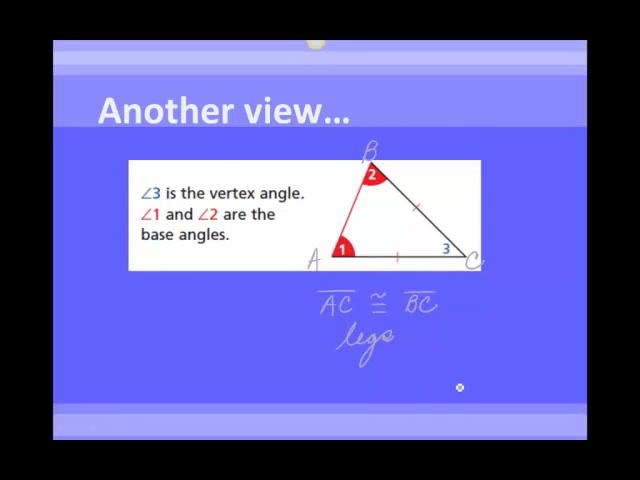 Another view...
B
∠3 is the vertex angle.
∠1 and ∠2 are the
base angles.
2
1
3
A
C
AC ≅ BC
legs